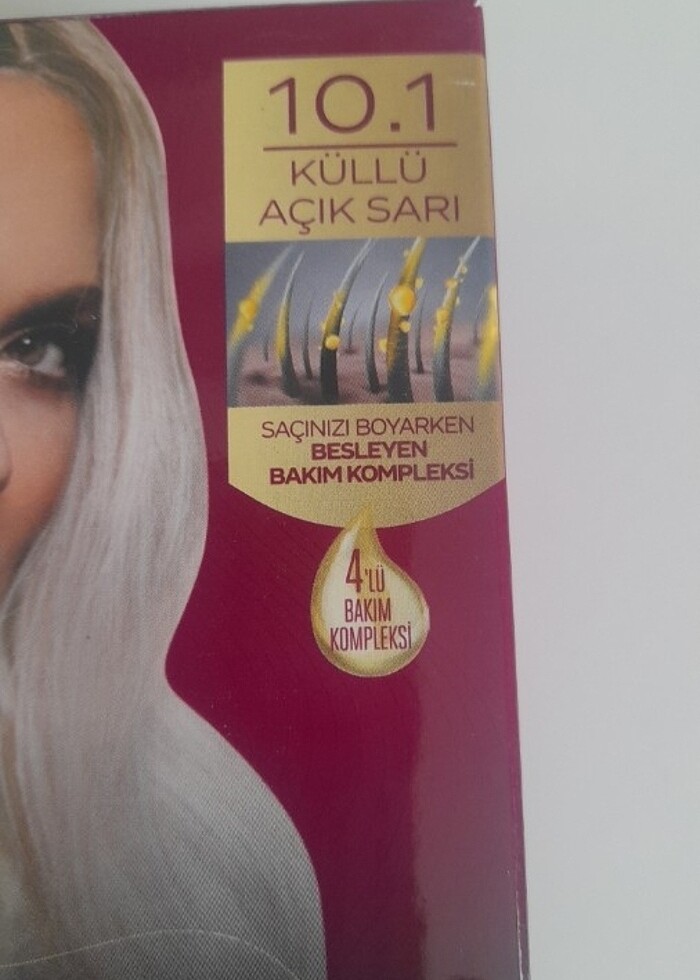 10.1
KÜLLÜ
AÇIK SARI
SAÇINIZI BOYARKEN
BESLEYEN
BAKIM KOMPLEKSİ
4'LÜ
BAKIM
KOMPLEKSİ